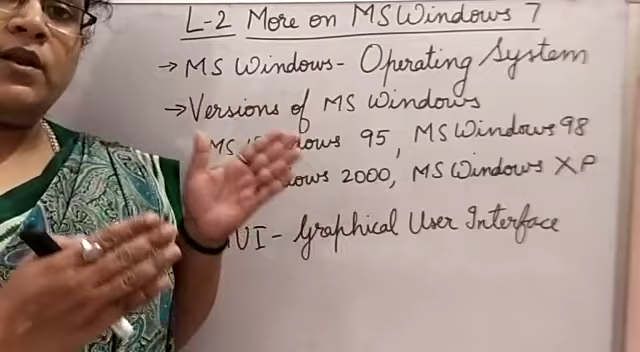 L-2 More on MS Windows 7
→ MS Windows - Operating System
→ Versions of MS Windows
MS 95, MS Windows 98
2000, MS Windows XP
- Graphical User Interface